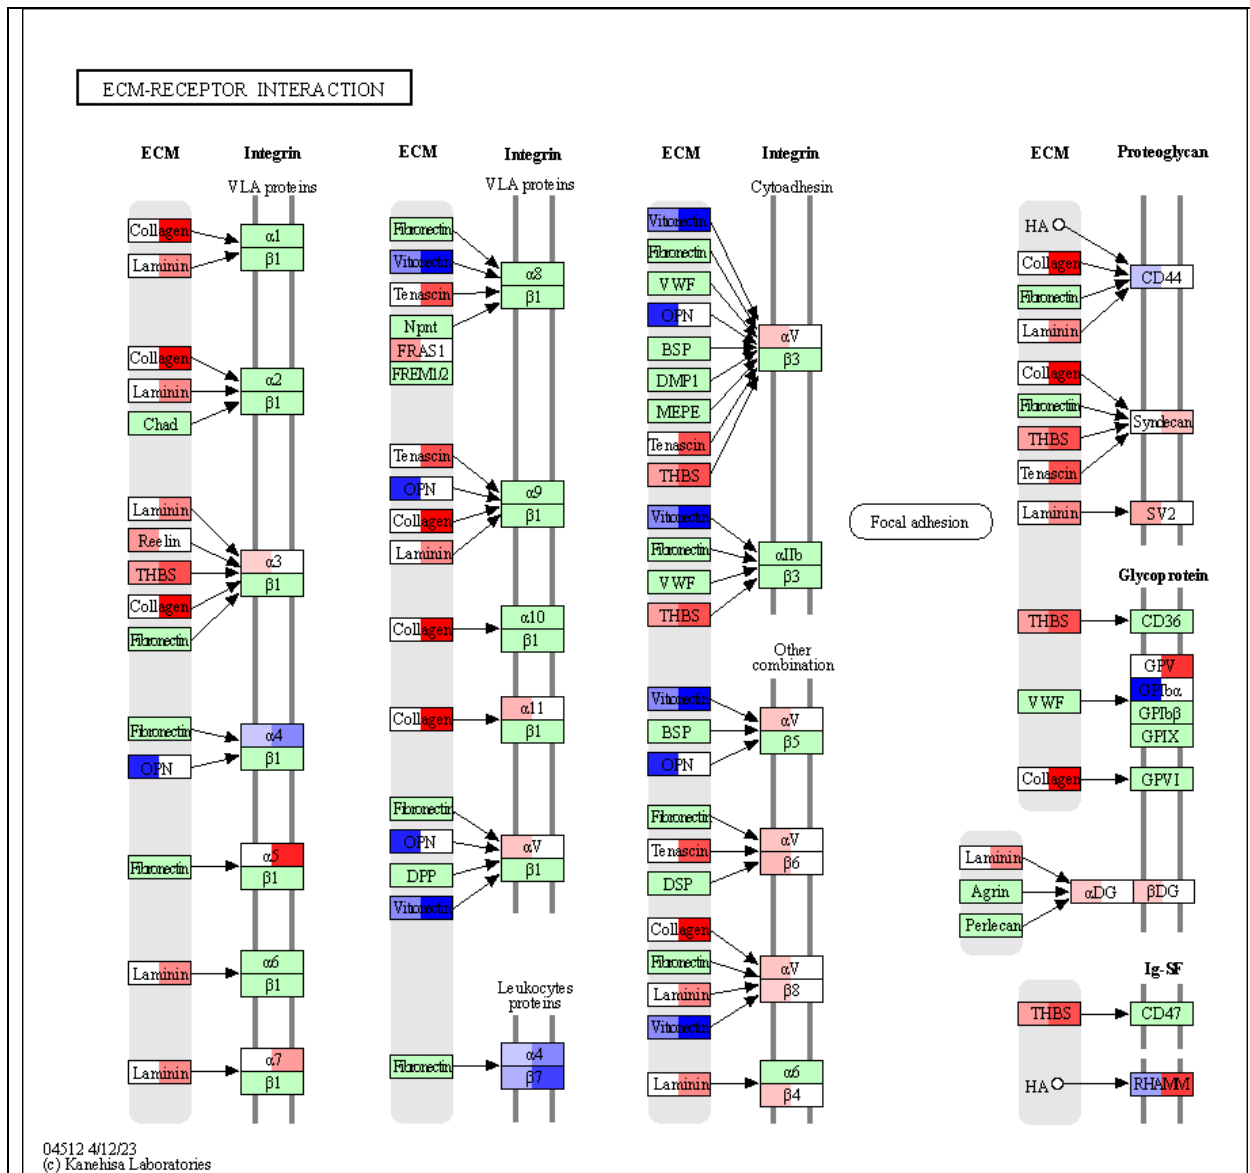 ECM-RECEPTOR INTERACTION
ECM
Integrin
VLA proteins
Collagen
Laminin
α1
β1
Collagen
Laminin
Chad
α2
β1
Laminin
Reelin
THBS
Collagen
Fibronectin
α3
β1
Fibronectin
OPN
α4
β1
Fibronectin
α5
β1
Laminin
α6
β1
Laminin
α7
β1
ECM
Integrin
VLA proteins
Fibronectin
Vitronectin
Tenascin
Npnt
FRAS1
FREM1/2
α8
β1
Tenascin
OPN
Collagen
Laminin
α9
β1
Collagen
α10
β1
Collagen
α11
β1
Fibronectin
OPN
DPP
Vitronectin
αV
β1
Leukocytes
proteins
Fibronectin
α4
β7
ECM
Integrin
Cytoadhesin
Vitronectin
Fibronectin
VWF
OPN
BSP
DMP1
MEPE
Tenascin
THBS
αV
β3
Vitronectin
Fibronectin
VWF
THBS
αIIb
β3
Other
combination
Vitronectin
BSP
OPN
αV
β5
Fibronectin
Tenascin
DSP
αV
β6
Collagen
Fibronectin
Laminin
Vitronectin
αV
β8
Laminin
α6
β4
Focal adhesion
ECM
Proteoglycan
HA
Collagen
Fibronectin
Laminin
CD44
Collagen
Fibronectin
THBS
Tenascin
Syndecan
Laminin
SV2
Glycoprotein
THBS
CD36
VWF
GPV
GPIbα
GPIbβ
GPIX
Collagen
GPVI
Laminin
Agrin
Perlecan
αDG
βDG
Ig-SF
THBS
CD47
HA
RHAMM
04512 4/12/23
(c) Kanehisa Laboratories